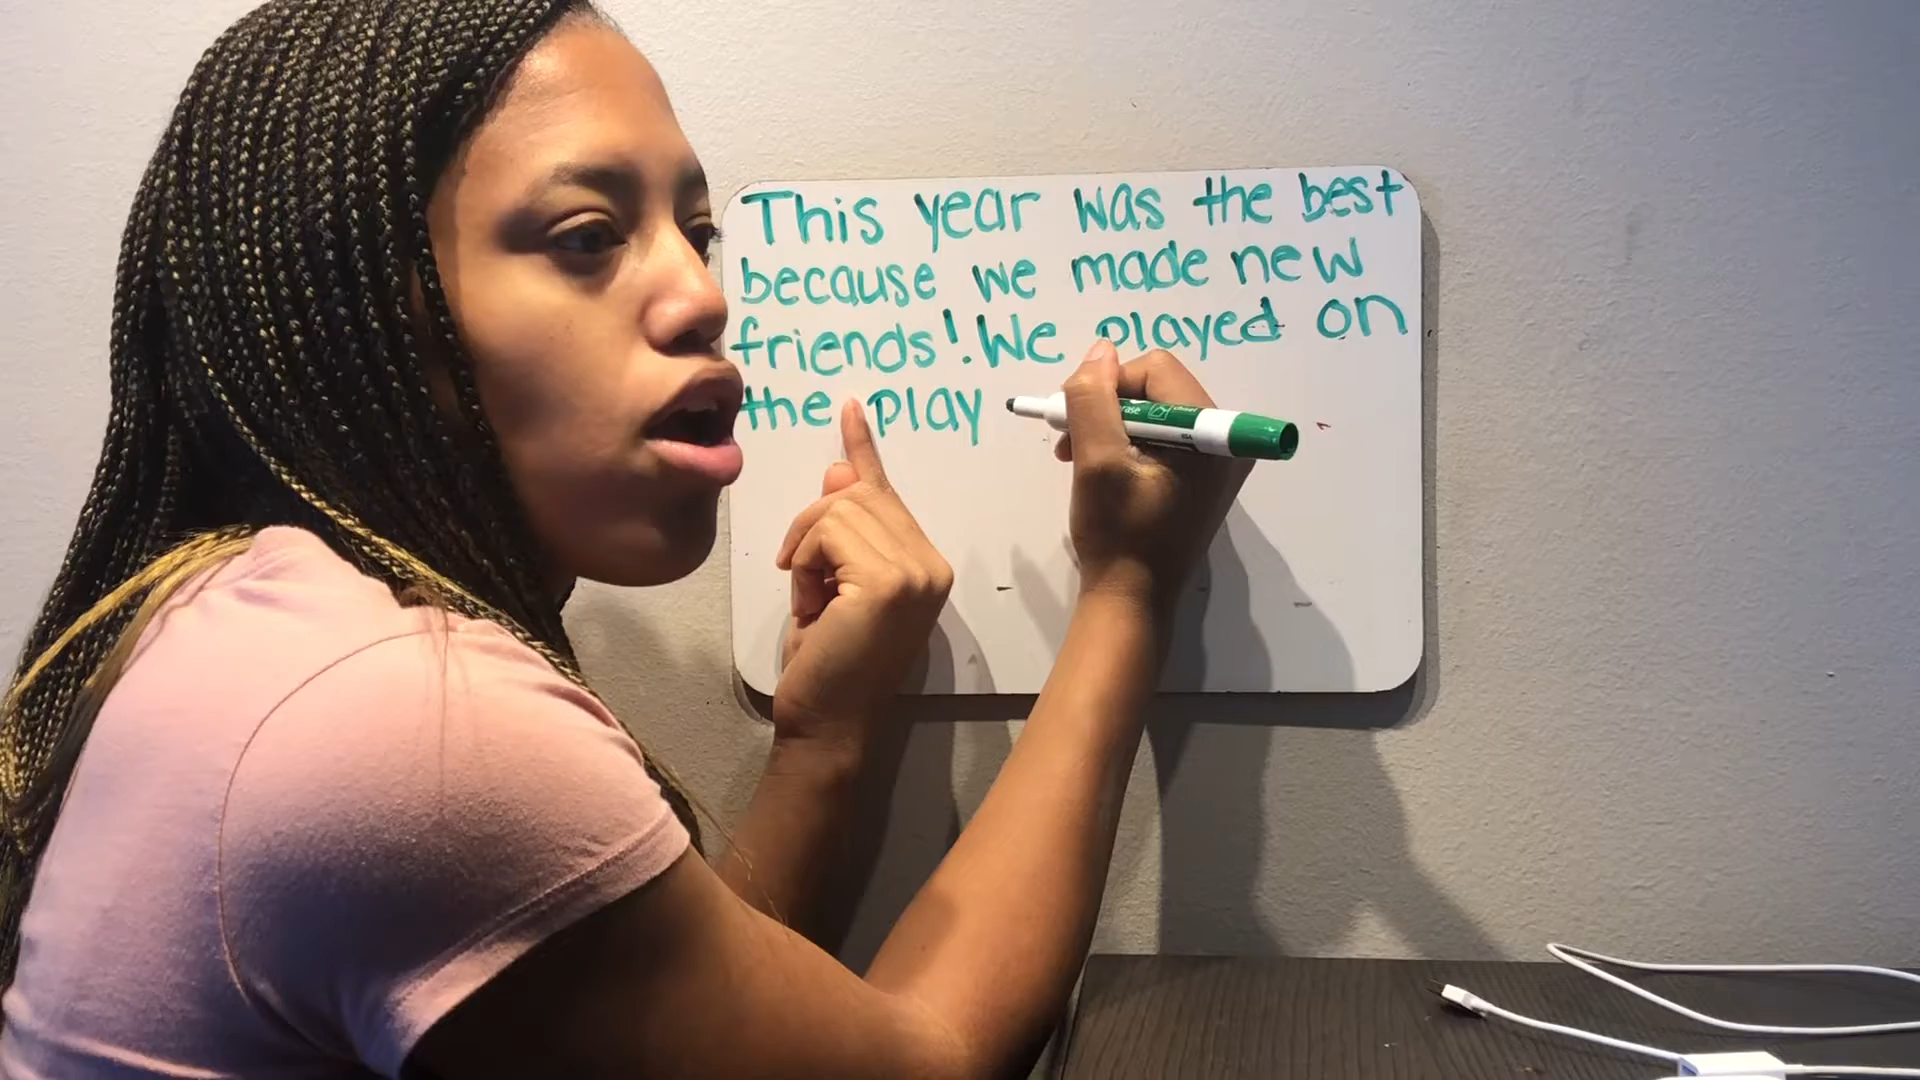 This year was the best
because we made new
friends! We played on
the play